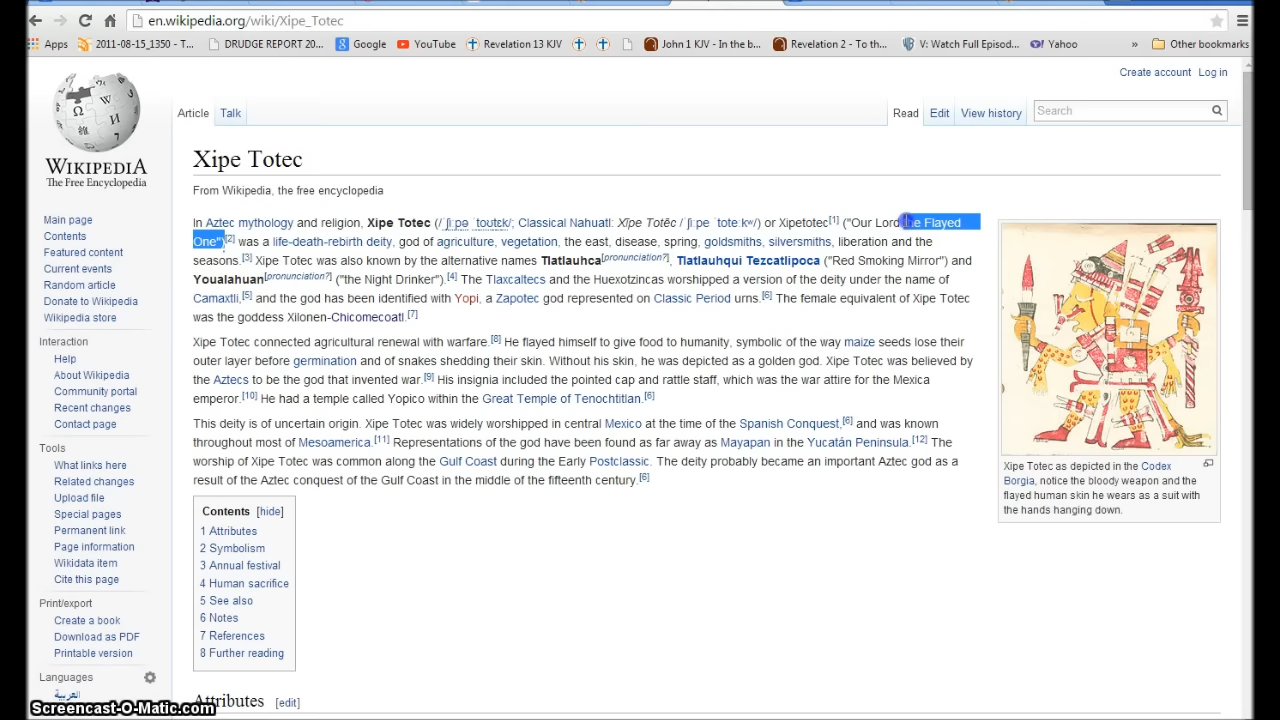 en.wikipedia.org/wiki/Xipe_Totec
Apps 2011-08-15_1350 - T... DRUDGE REPORT 20... Google YouTube Revelation 13 KJV John 1 KJV - In the b... Revelation 2 - To th... V: Watch Full Episod... Yahoo » Other bookmarks
Create account Log in
Article Talk Read Edit View history Search
WIKIPEDIA
The Free Encyclopedia
Main page
Contents
Featured content
Current events
Random article
Donate to Wikipedia
Wikipedia store
Interaction
Help
About Wikipedia
Community portal
Recent changes
Contact page
Tools
What links here
Related changes
Upload file
Special pages
Permanent link
Page information
Wikidata item
Cite this page
Print/export
Create a book
Download as PDF
Printable version
Languages
العربية
Xipe Totec
From Wikipedia, the free encyclopedia
In Aztec mythology and religion, Xipe Totec (/ˈʃiːpə ˈtoʊtɛk/; Classical Nahuatl: Xīpe Totēc /ˈʃiːpe ˈtoteːkʷ/) or Xipetotec[1] ("Our Lord the Flayed
One")[2] was a life-death-rebirth deity, god of agriculture, vegetation, the east, disease, spring, goldsmiths, silversmiths, liberation and the
seasons.[3] Xipe Totec was also known by the alternative names Tlatlauhca[pronunciation?], Tlatlauhqui Tezcatlipoca ("Red Smoking Mirror") and
Youalahuan[pronunciation?] ("the Night Drinker").[4] The Tlaxcaltecs and the Huexotzincas worshipped a version of the deity under the name of
Camaxtli,[5] and the god has been identified with Yopi, a Zapotec god represented on Classic Period urns.[6] The female equivalent of Xipe Totec
was the goddess Xilonen-Chicomecoatl.[7]
Xipe Totec connected agricultural renewal with warfare.[8] He flayed himself to give food to humanity, symbolic of the way maize seeds lose their
outer layer before germination and of snakes shedding their skin. Without his skin, he was depicted as a golden god. Xipe Totec was believed by
the Aztecs to be the god that invented war.[9] His insignia included the pointed cap and rattle staff, which was the war attire for the Mexica
emperor.[10] He had a temple called Yopico within the Great Temple of Tenochtitlan.[6]
This deity is of uncertain origin. Xipe Totec was widely worshipped in central Mexico at the time of the Spanish Conquest,[6] and was known
throughout most of Mesoamerica.[11] Representations of the god have been found as far away as Mayapan in the Yucatán Peninsula.[12] The
worship of Xipe Totec was common along the Gulf Coast during the Early Postclassic. The deity probably became an important Aztec god as a
result of the Aztec conquest of the Gulf Coast in the middle of the fifteenth century.[6]
Xipe Totec as depicted in the Codex
Borgia, notice the bloody weapon and the
flayed human skin he wears as a suit with
the hands hanging down.
Contents [hide]
1 Attributes
2 Symbolism
3 Annual festival
4 Human sacrifice
5 See also
6 Notes
7 References
8 Further reading
Attributes [edit]
Screencast-O-Matic.com